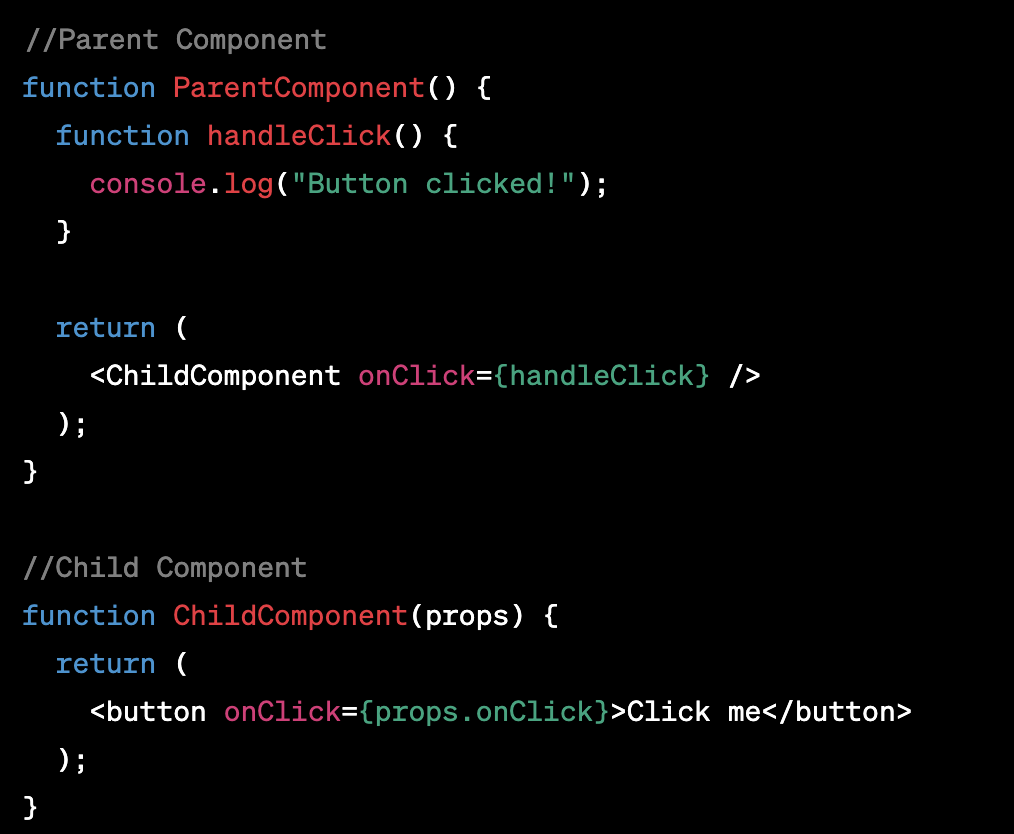 //Parent Component
function ParentComponent() {
  function handleClick() {
    console.log("Button clicked!");
  }
  return (
    <ChildComponent onClick={handleClick} />
  );
}
//Child Component
function ChildComponent(props) {
  return (
    <button onClick={props.onClick}>Click me</button>
  );
}